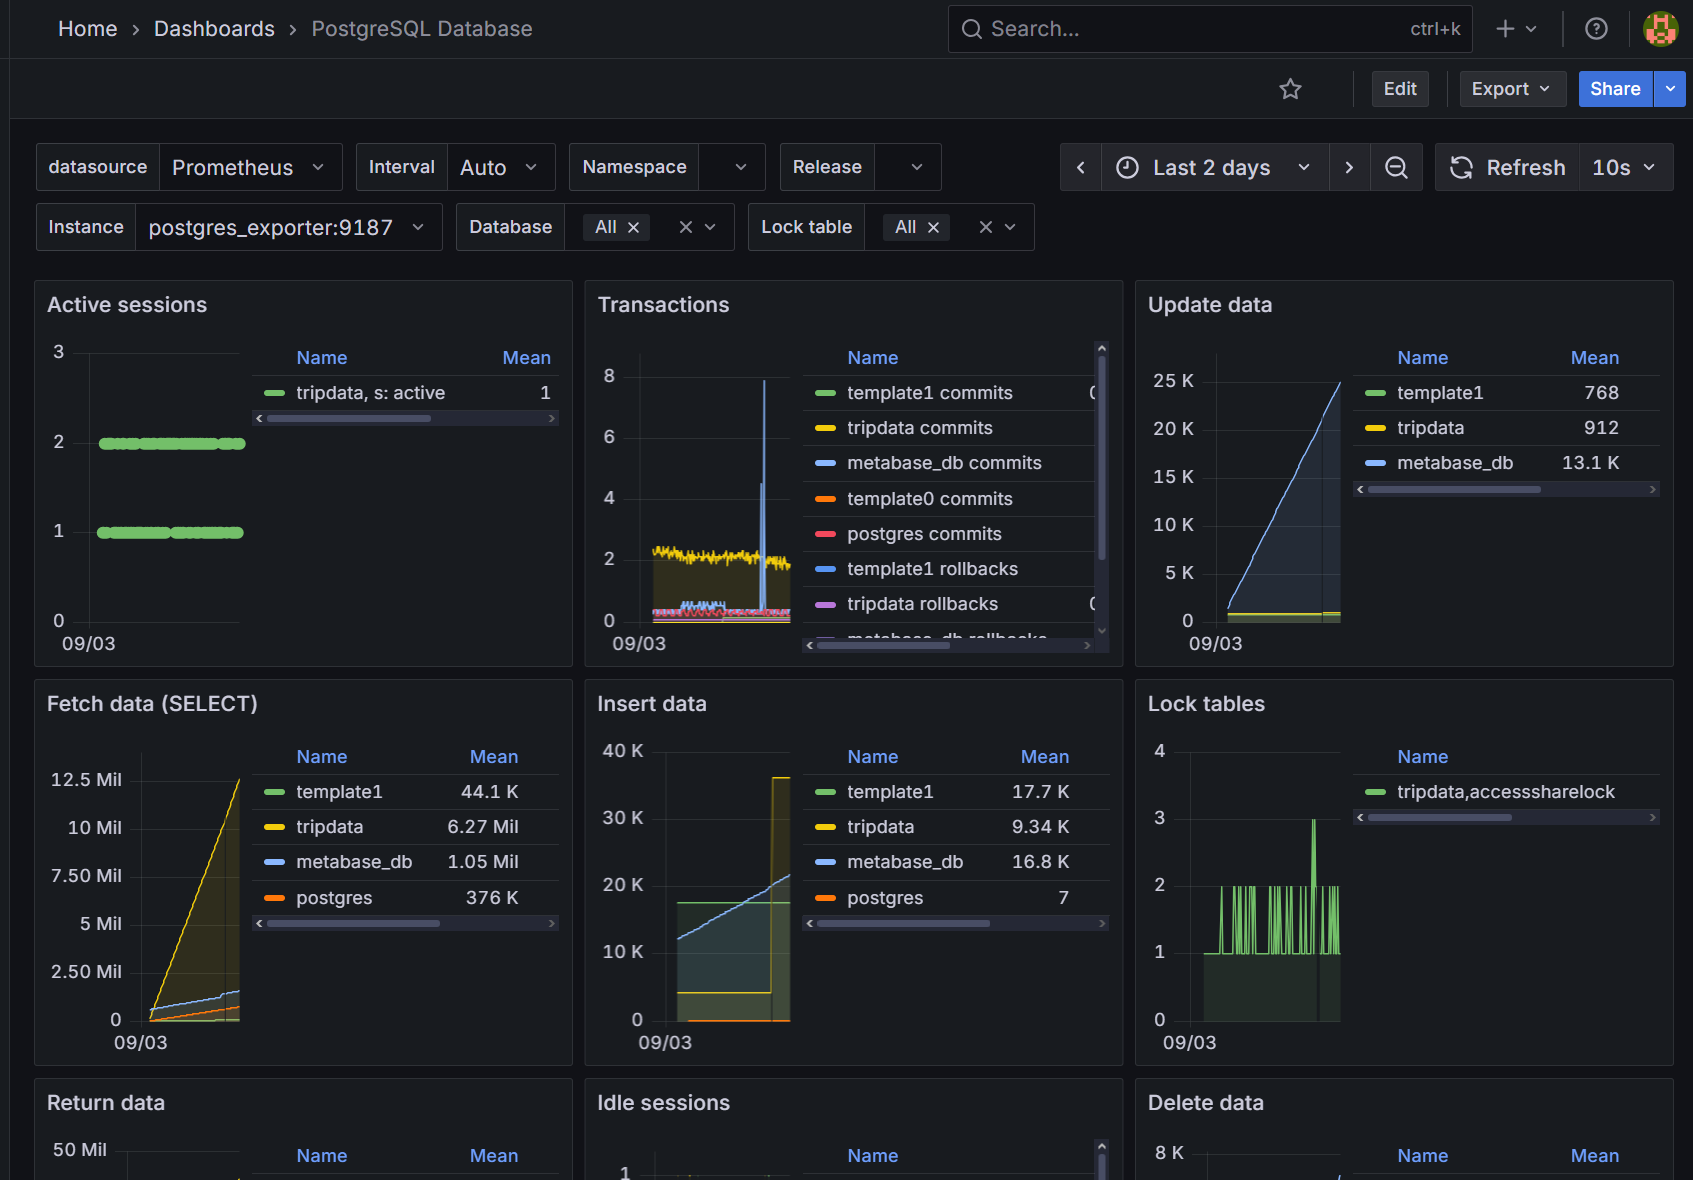 Home › Dashboards › PostgreSQL Database
Search... ctrl+k
Edit Export Share
datasource Prometheus Interval Auto Namespace Release Last 2 days Refresh 10s
Instance postgres_exporter:9187 Database All Lock table All
Active sessions
3
2
1
0
09/03
Name Mean
tripdata, s: active 1
Transactions
8
6
4
2
0
09/03
Name
template1 commits
tripdata commits
metabase_db commits
template0 commits
postgres commits
template1 rollbacks
tripdata rollbacks
metabase_db rollbacks
Update data
25 K
20 K
15 K
10 K
5 K
0
09/03
Name Mean
template1 768
tripdata 912
metabase_db 13.1 K
Fetch data (SELECT)
12.5 Mil
10 Mil
7.50 Mil
5 Mil
2.50 Mil
0
09/03
Name Mean
template1 44.1 K
tripdata 6.27 Mil
metabase_db 1.05 Mil
postgres 376 K
Insert data
40 K
30 K
20 K
10 K
0
09/03
Name Mean
template1 17.7 K
tripdata 9.34 K
metabase_db 16.8 K
postgres 7
Lock tables
4
3
2
1
0
09/03
Name
tripdata,accesssharelock
Return data
50 Mil
Name Mean
Idle sessions
1
Name
Delete data
8 K
Name Mean